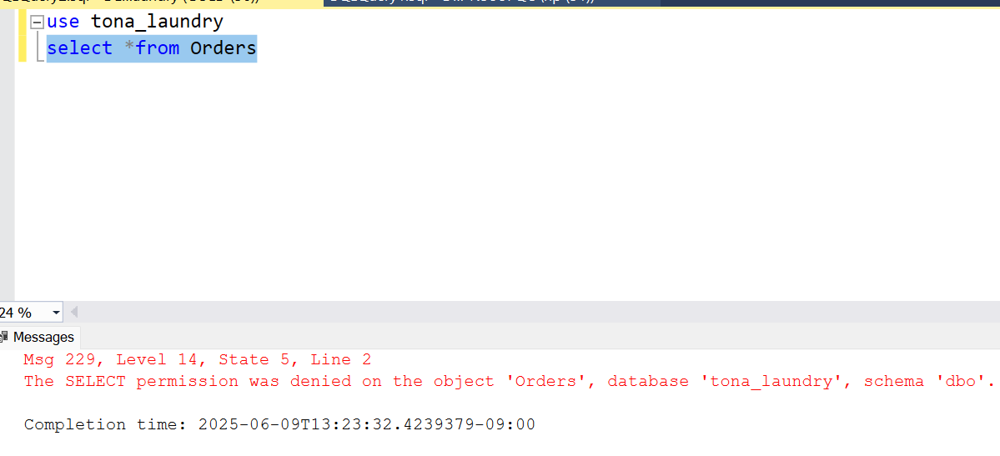 use tona_laundry
select *from Orders
24 %
Messages
Msg 229, Level 14, State 5, Line 2
The SELECT permission was denied on the object 'Orders', database 'tona_laundry', schema 'dbo'.
Completion time: 2025-06-09T13:23:32.4239379-09:00